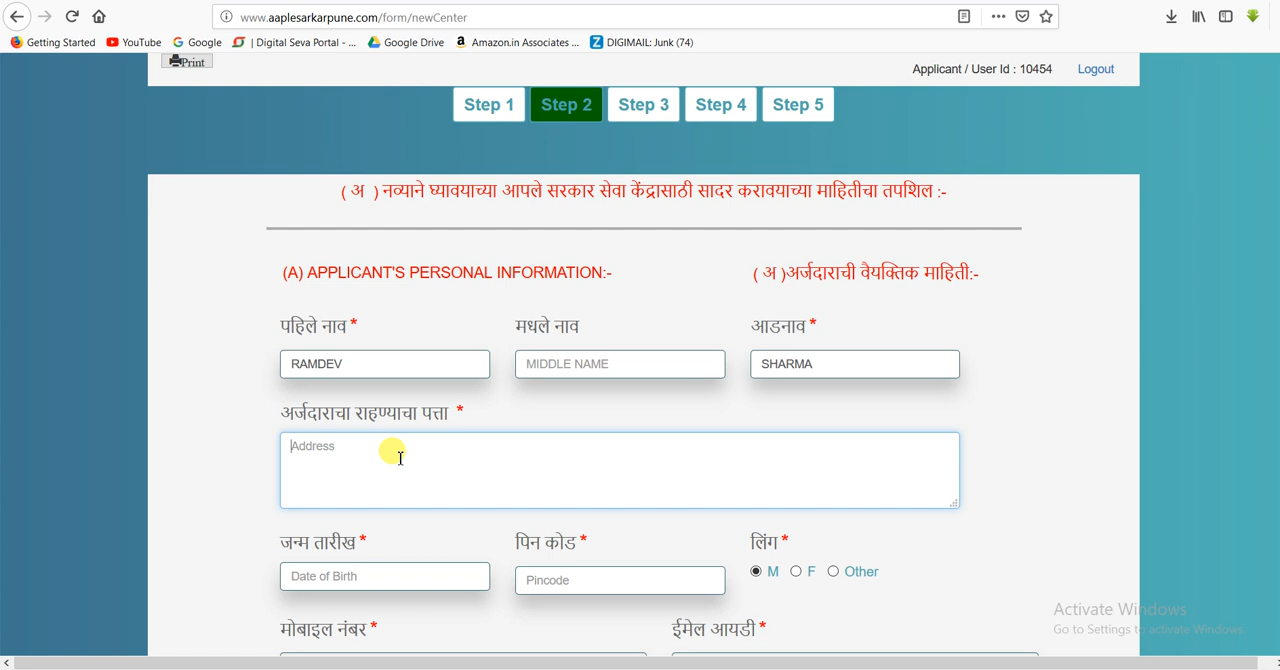 www.aaplesarkarpune.com/form/newCenter
Getting Started YouTube Google | Digital Seva Portal - ... Google Drive Amazon.in Associates ... DIGIMAIL: Junk (74)
Print
Applicant / User Id : 10454 Logout
Step 1 Step 2 Step 3 Step 4 Step 5
( अ ) नव्याने घ्यावयाच्या आपले सरकार सेवा केंद्रासाठी सादर करावयाच्या माहितीचा तपशिल :-
(A) APPLICANT'S PERSONAL INFORMATION:- ( अ )अर्जदाराची वैयक्तिक माहिती:-
पहिले नाव* मधले नाव आडनाव*
RAMDEV MIDDLE NAME SHARMA
अर्जदाराचा राहण्याचा पत्ता *
Address
जन्म तारीख* पिन कोड* लिंग*
Date of Birth Pincode M F Other
Activate Windows
Go to Settings to activate Windows.
मोबाइल नंबर* ईमेल आयडी*